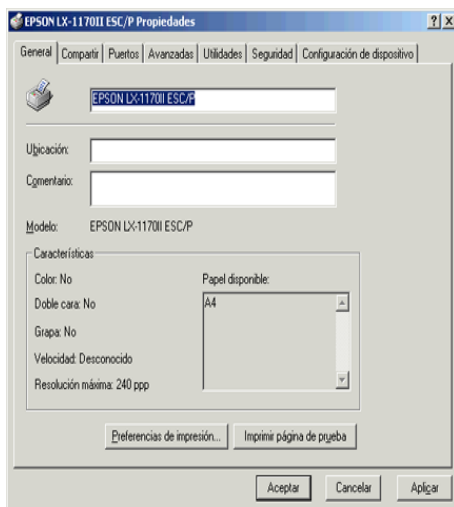 EPSON LX-1170II ESC/P Propiedades
General Compartir Puertos Avanzadas Utilidades Seguridad Configuración de dispositivo
EPSON LX-1170II ESC/P
Ubicación:
Comentario:
Modelo: EPSON LX-1170II ESC/P
Características
Color: No Papel disponible:
Doble cara: No A4
Grapa: No
Velocidad: Desconocido
Resolución máxima: 240 ppp
Preferencias de impresión... Imprimir página de prueba
Aceptar Cancelar Aplicar